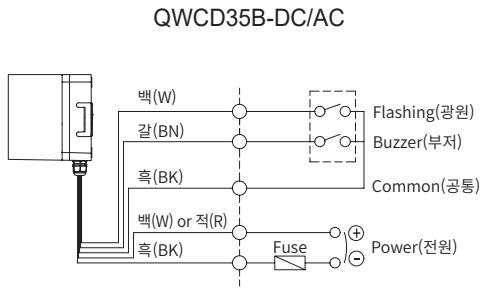 QWCD35B-DC/AC
백(W)
Flashing(광원)
갈(BN)
Buzzer(부저)
흑(BK)
Common(공통)
백(W) or 적(R)
Fuse
Power(전원)
흑(BK)